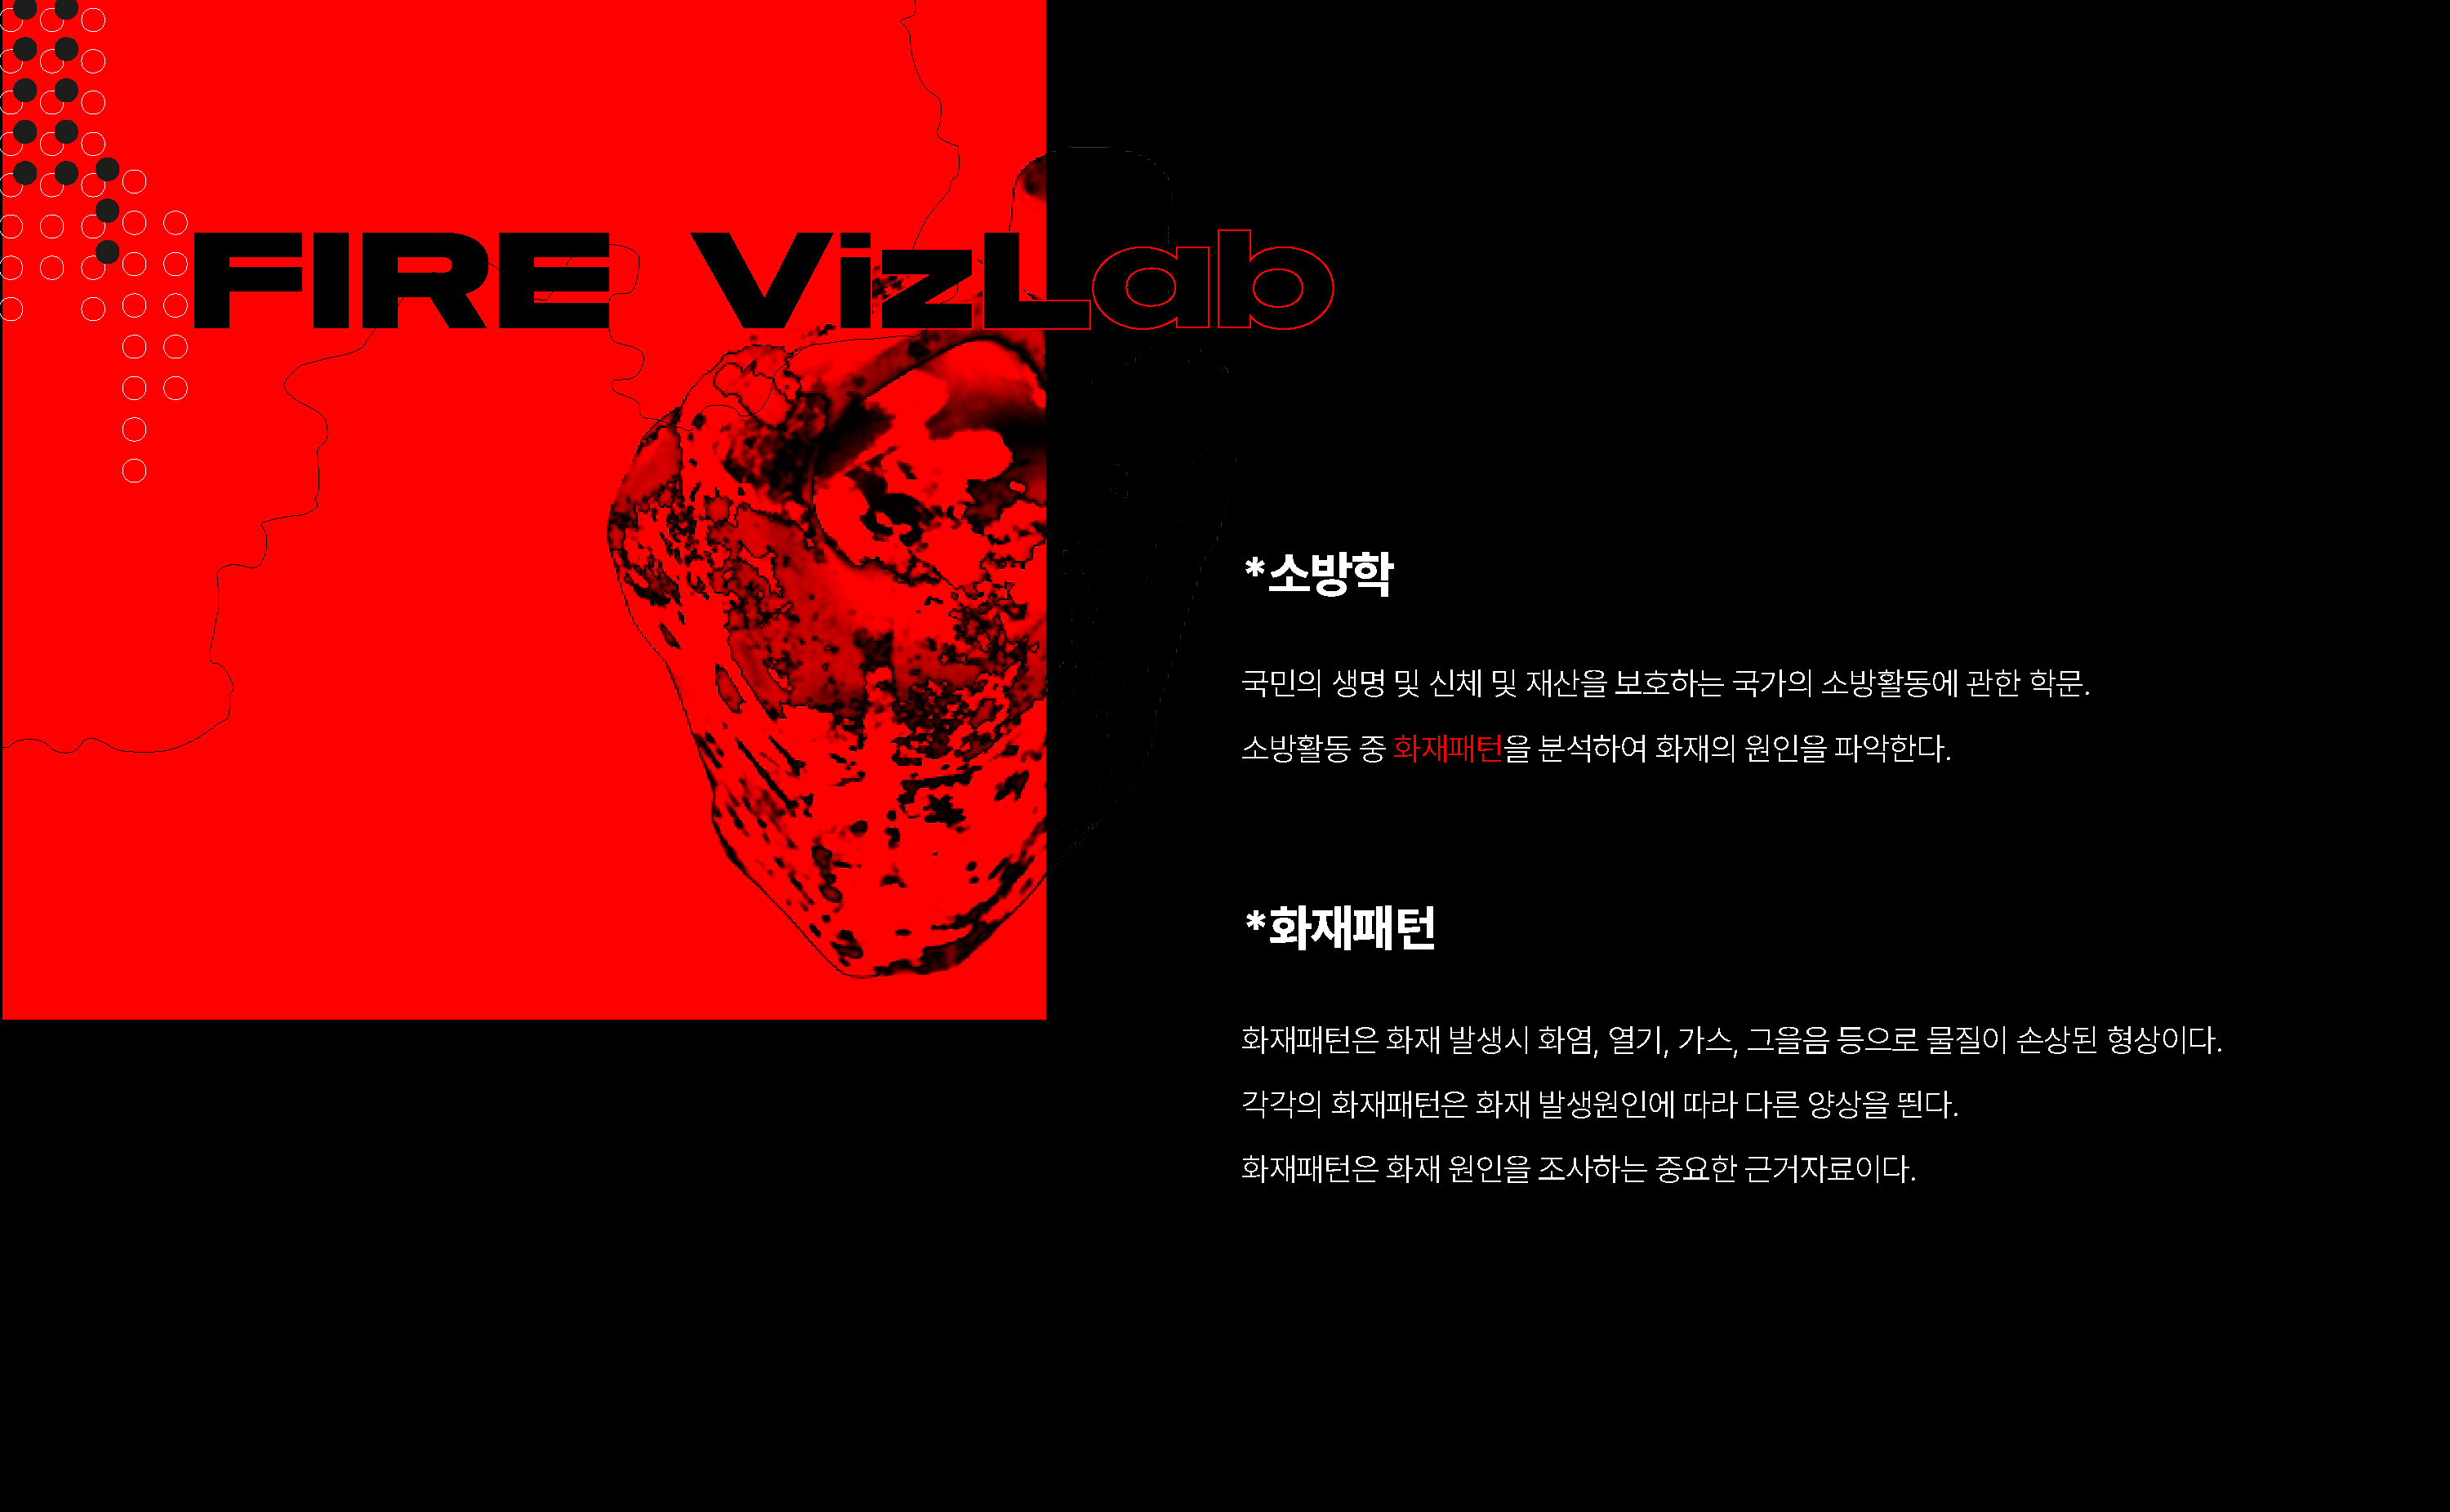 FIRE VizLab
*소방학
국민의 생명 및 신체 및 재산을 보호하는 국가의 소방활동에 관한 학문.
소방활동 중 화재패턴을 분석하여 화재의 원인을 파악한다.
*화재패턴
화재패턴은 화재 발생시 화염, 열기, 가스, 그을음 등으로 물질이 손상된 형상이다.
각각의 화재패턴은 화재 발생원인에 따라 다른 양상을 띈다.
화재패턴은 화재 원인을 조사하는 중요한 근거자료이다.